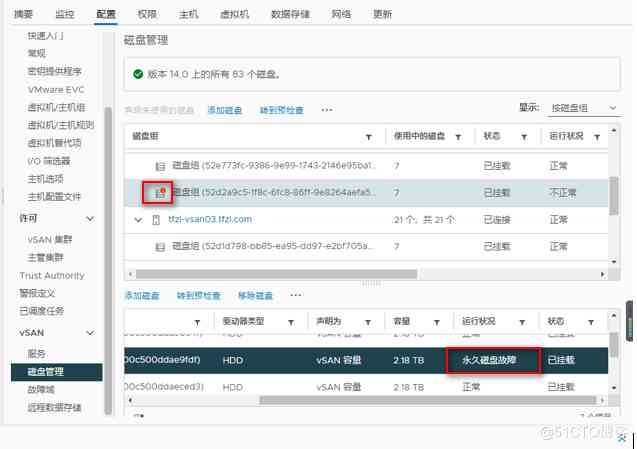 摘要 监控 配置 权限 主机 虚拟机 数据存储 网络 更新
快速入门
常规
密钥提供程序
VMware EVC
虚拟机/主机组
虚拟机/主机规则
虚拟机替代项
I/O 筛选器
主机选项
主机配置文件
许可
vSAN 集群
主管集群
Trust Authority
警报定义
已调度任务
vSAN
服务
磁盘管理
故障域
远程数据存储
磁盘管理
版本 14.0 上的所有 83 个磁盘。
声明未使用的磁盘 添加磁盘 转到预检查 ... 显示: 按磁盘组
磁盘组 使用中的磁盘 状态 运行状况
磁盘组 (52e773fc-9386-9e99-1743-2146e95ba1... 7 已挂载 正常
磁盘组 (52d2a9c5-1f8c-6fc8-86ff-9e8264aefa5... 7 已挂载 不正常
tfzl-vsan03.tfzl.com 21 个，共 21 个 已连接 正常
磁盘组 (52d1d798-bb85-ea95-dd97-e2bf705a... 7 已挂载 正常
添加磁盘 转到预检查 移除磁盘 ...
驱动器类型 声明为 容量 运行状况 状态
00c500ddae9fdf) HDD vSAN 容量 2.18 TB 永久磁盘故障 已挂载
00c500ddaeced3) HDD vSAN 容量 2.18 TB 正常 已挂载
@51CTO博客